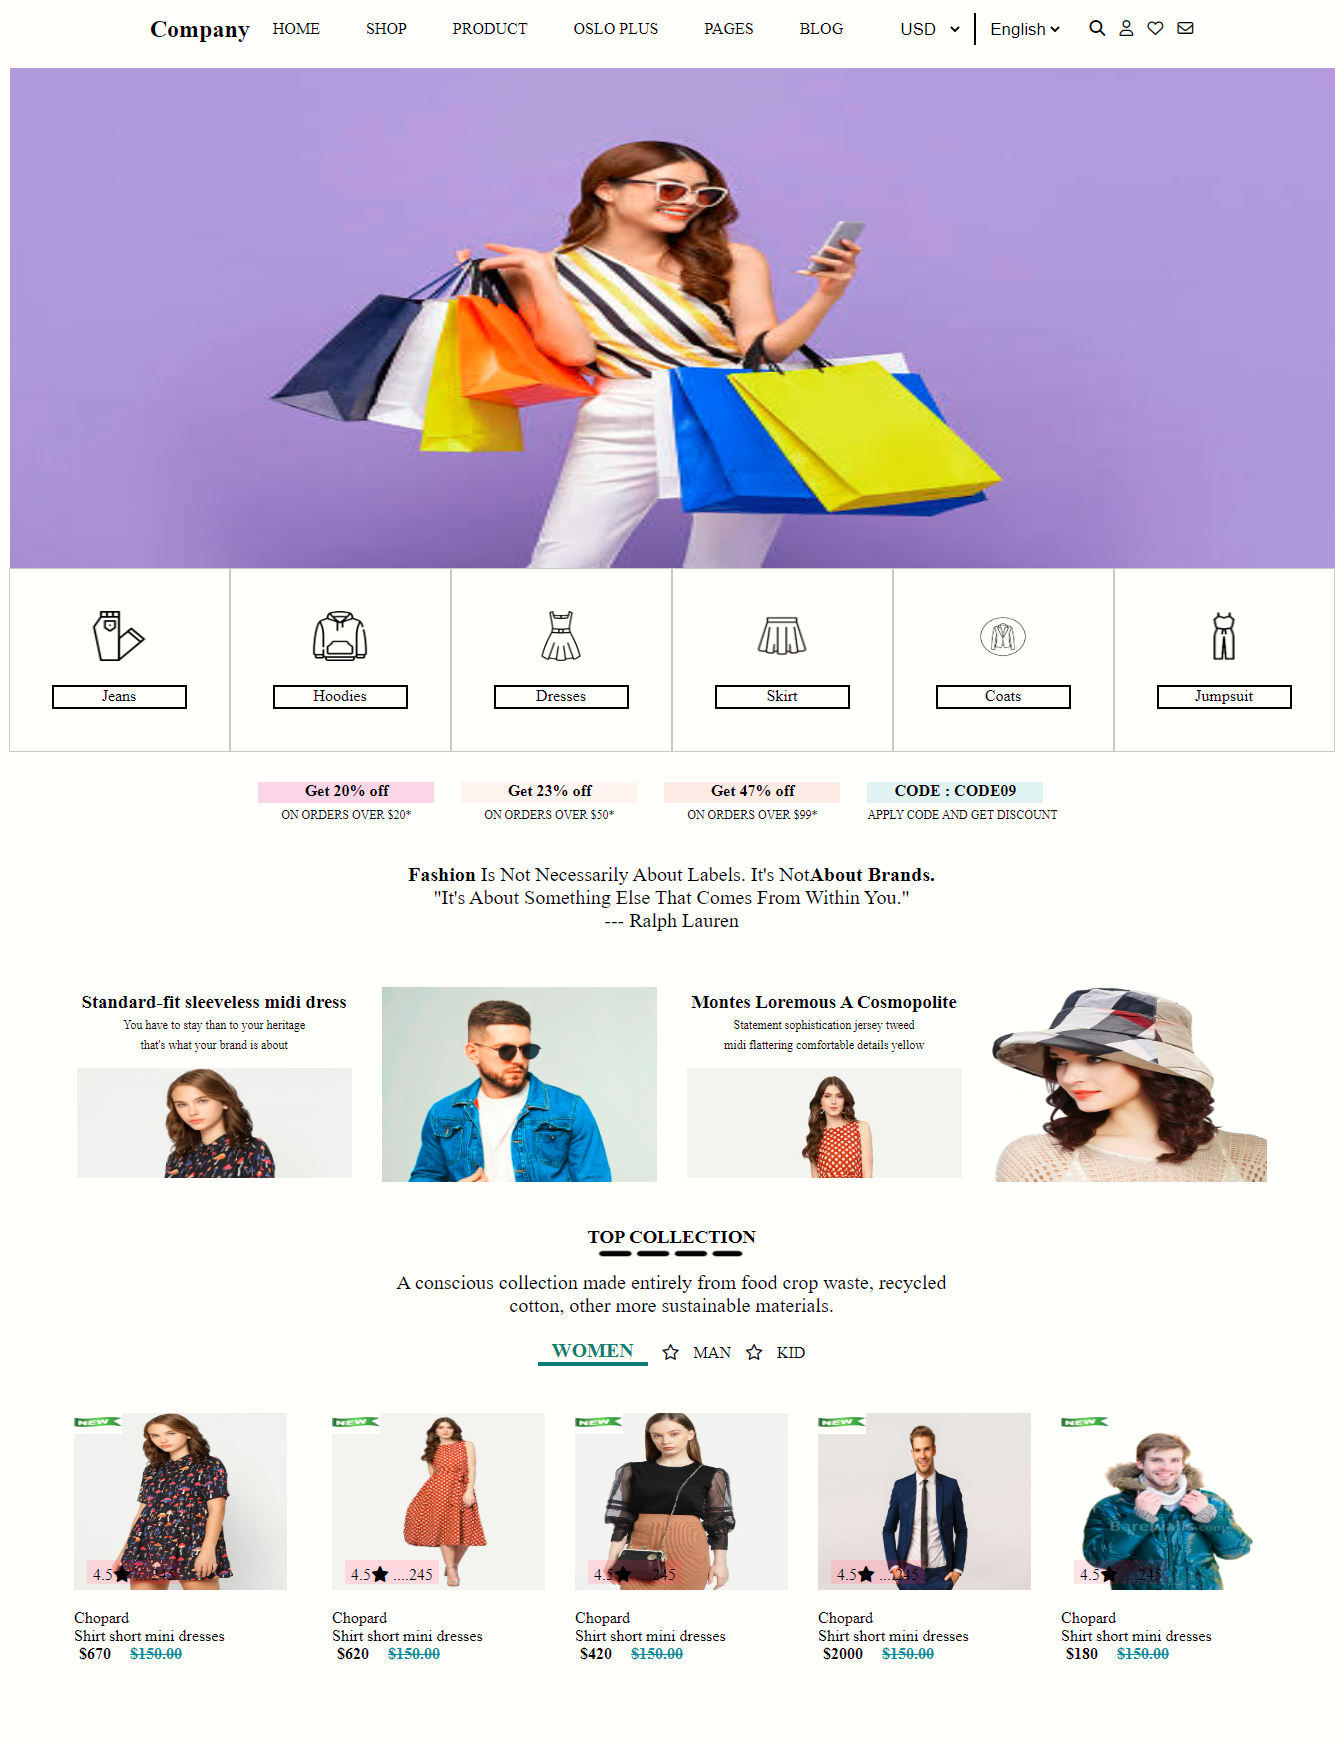 Company HOME SHOP PRODUCT OSLO PLUS PAGES BLOG USD English
Jeans Hoodies Dresses Skirt Coats Jumpsuit
Get 20% off Get 23% off Get 47% off CODE : CODE09
ON ORDERS OVER $20* ON ORDERS OVER $50* ON ORDERS OVER $99* APPLY CODE AND GET DISCOUNT
Fashion Is Not Necessarily About Labels. It's NotAbout Brands.
"It's About Something Else That Comes From Within You."
--- Ralph Lauren
Standard-fit sleeveless midi dress
You have to stay than to your heritage
that's what your brand is about
Montes Loremous A Cosmopolite
Statement sophistication jersey tweed
midi flattering comfortable details yellow
TOP COLLECTION
A conscious collection made entirely from food crop waste, recycled
cotton, other more sustainable materials.
WOMEN MAN KID
NEW NEW NEW NEW NEW
BareWalls.com
4.5 ....245 4.5 ....245 4.5 ....245 4.5 ....245 4.5 ....245
Chopard Chopard Chopard Chopard Chopard
Shirt short mini dresses Shirt short mini dresses Shirt short mini dresses Shirt short mini dresses Shirt short mini dresses
$670 $150.00 $620 $150.00 $420 $150.00 $2000 $150.00 $180 $150.00